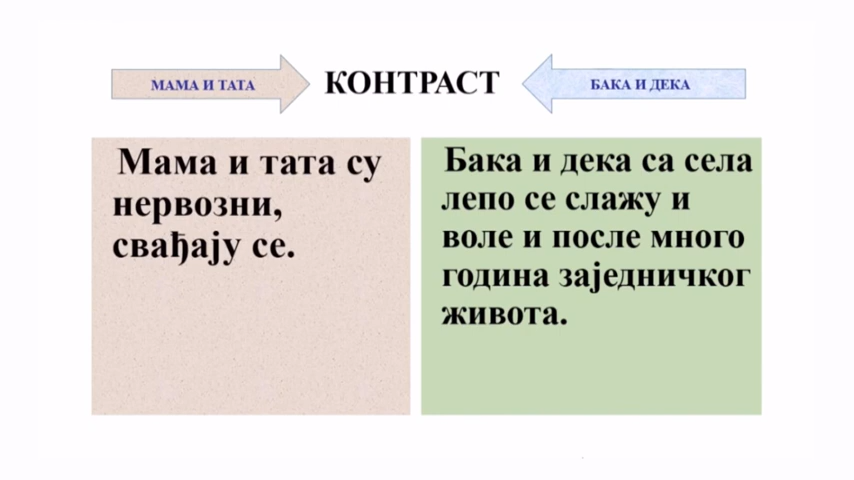 МАМА И ТАТА
КОНТРАСТ
БАКА И ДЕКА
Мама и тата су
нервозни,
свађају се.
Бака и дека са села
лепо се слажу и
воле и после много
година заједничког
живота.